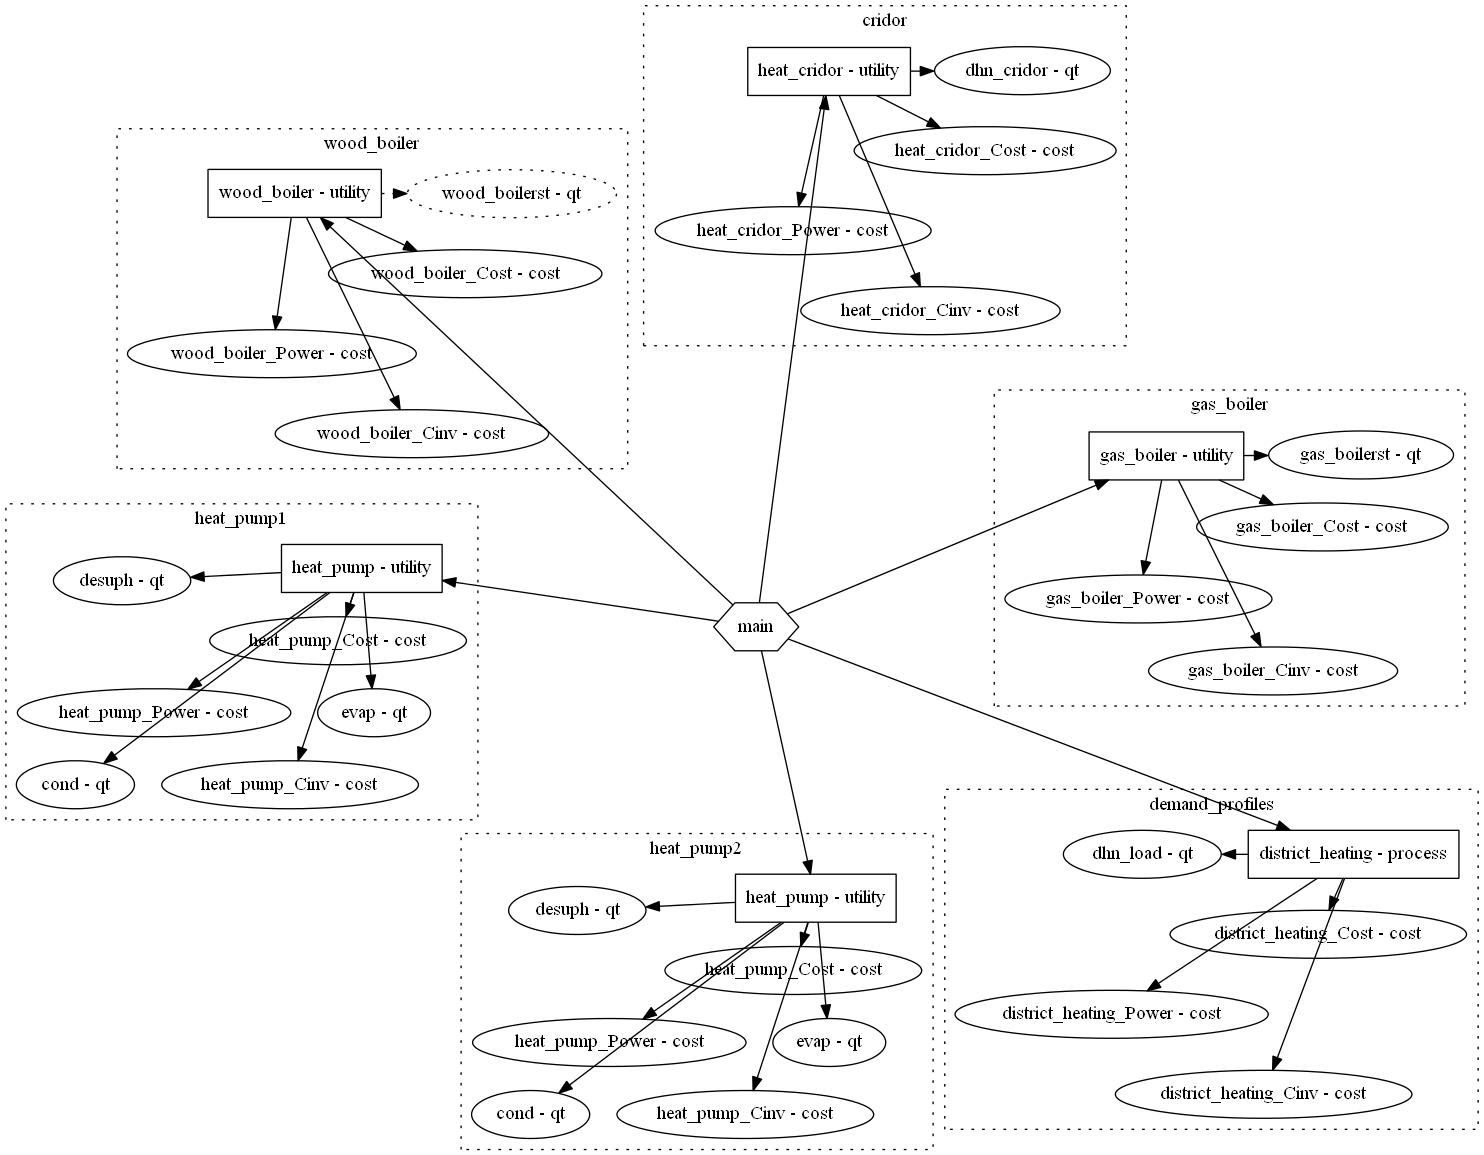 cridor
heat_cridor - utility
dhn_cridor - qt
heat_cridor_Cost - cost
heat_cridor_Power - cost
heat_cridor_Cinv - cost
wood_boiler
wood_boiler - utility
wood_boilerst - qt
wood_boiler_Cost - cost
wood_boiler_Power - cost
wood_boiler_Cinv - cost
gas_boiler
gas_boiler - utility
gas_boilerst - qt
gas_boiler_Cost - cost
gas_boiler_Power - cost
gas_boiler_Cinv - cost
heat_pump1
heat_pump - utility
desuph - qt
heat_pump_Cost - cost
heat_pump_Power - cost
evap - qt
cond - qt
heat_pump_Cinv - cost
main
heat_pump2
heat_pump - utility
desuph - qt
heat_pump_Cost - cost
heat_pump_Power - cost
evap - qt
cond - qt
heat_pump_Cinv - cost
demand_profiles
dhn_load - qt
district_heating - process
district_heating_Cost - cost
district_heating_Power - cost
district_heating_Cinv - cost